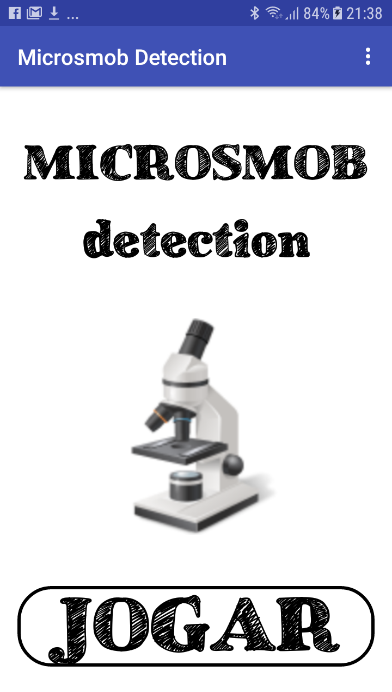 ... 84% 21:38
Microsmob Detection
MICROSMOB
detection
JOGAR